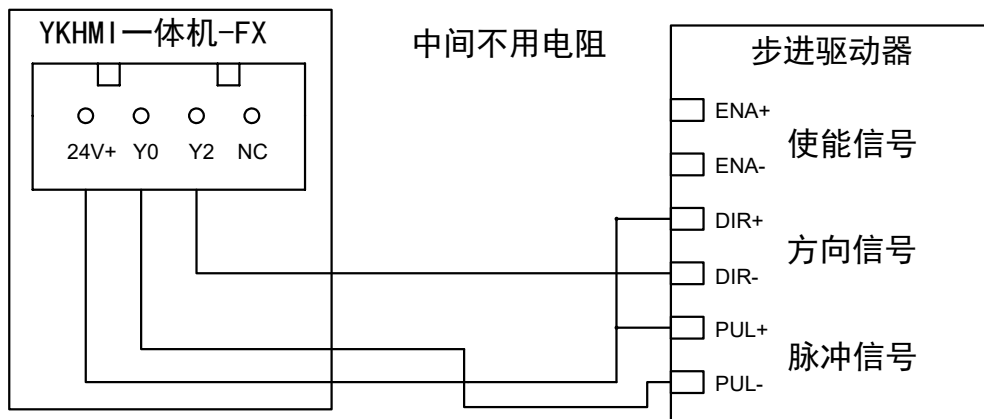 YKHMI一体机-FX
中间不用电阻
步进驱动器
24V+ Y0 Y2 NC
ENA+
使能信号
ENA-
DIR+
方向信号
DIR-
PUL+
脉冲信号
PUL-